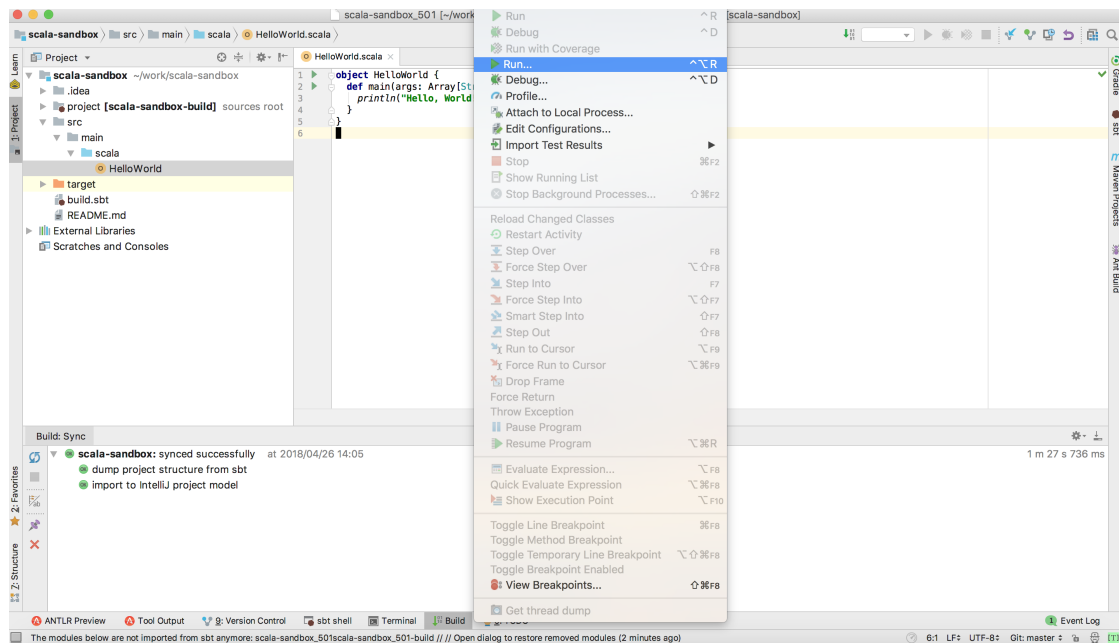 scala-sandbox_501 [~/work
[scala-sandbox]
scala-sandbox
src
main
scala
HelloWorld.scala
Learn
1: Project
2: Favorites
Z: Structure
Project
scala-sandbox ~/work/scala-sandbox
.idea
project [scala-sandbox-build] sources root
src
main
scala
HelloWorld
target
build.sbt
README.md
External Libraries
Scratches and Consoles
HelloWorld.scala
1 object HelloWorld {
2 def main(args: Array[Str
3 println("Hello, World
4 }
5 }
6
Run ^R
Debug ^D
Run with Coverage
Run... ^⌥R
Debug... ^⌥D
Profile...
Attach to Local Process...
Edit Configurations...
Import Test Results ▶
Stop ⌘F2
Show Running List
Stop Background Processes... ⇧⌘F2
Reload Changed Classes
Restart Activity
Step Over F8
Force Step Over ⌥⇧F8
Step Into F7
Force Step Into ⌥⇧F7
Smart Step Into ⇧F7
Step Out ⇧F8
Run to Cursor ⌥F9
Force Run to Cursor ⌥⌘F9
Drop Frame
Force Return
Throw Exception
Pause Program
Resume Program ⌥⌘R
Evaluate Expression... ⌥F8
Quick Evaluate Expression ⌥⌘F8
Show Execution Point ⌥F10
Toggle Line Breakpoint ⌘F8
Toggle Method Breakpoint
Toggle Temporary Line Breakpoint ⌥⇧⌘F8
Toggle Breakpoint Enabled
View Breakpoints... ⇧⌘F8
Get thread dump
Gradle
sbt
Maven Projects
Ant Build
Build: Sync
scala-sandbox: synced successfully at 2018/04/26 14:05
1 m 27 s 736 ms
dump project structure from sbt
import to IntelliJ project model
ANTLR Preview
Tool Output
9: Version Control
sbt shell
Terminal
Build
6: TODO
1 Event Log
The modules below are not imported from sbt anymore: scala-sandbox_501scala-sandbox_501-build // // Open dialog to restore removed modules (2 minutes ago)
6:1 LF÷ UTF-8÷ Git: master ÷